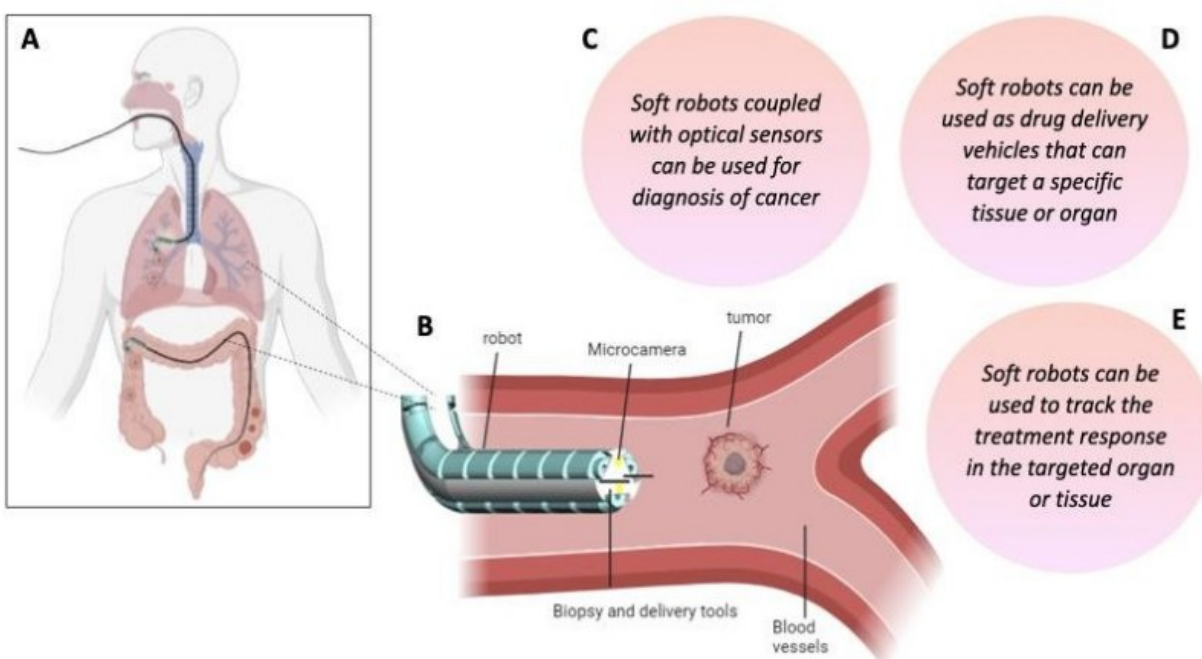 A
C
Soft robots coupled
with optical sensors
can be used for
diagnosis of cancer
D
Soft robots can be
used as drug delivery
vehicles that can
target a specific
tissue or organ
B
robot
Microcamera
tumor
Biopsy and delivery tools
Blood
vessels
E
Soft robots can be
used to track the
treatment response
in the targeted organ
or tissue